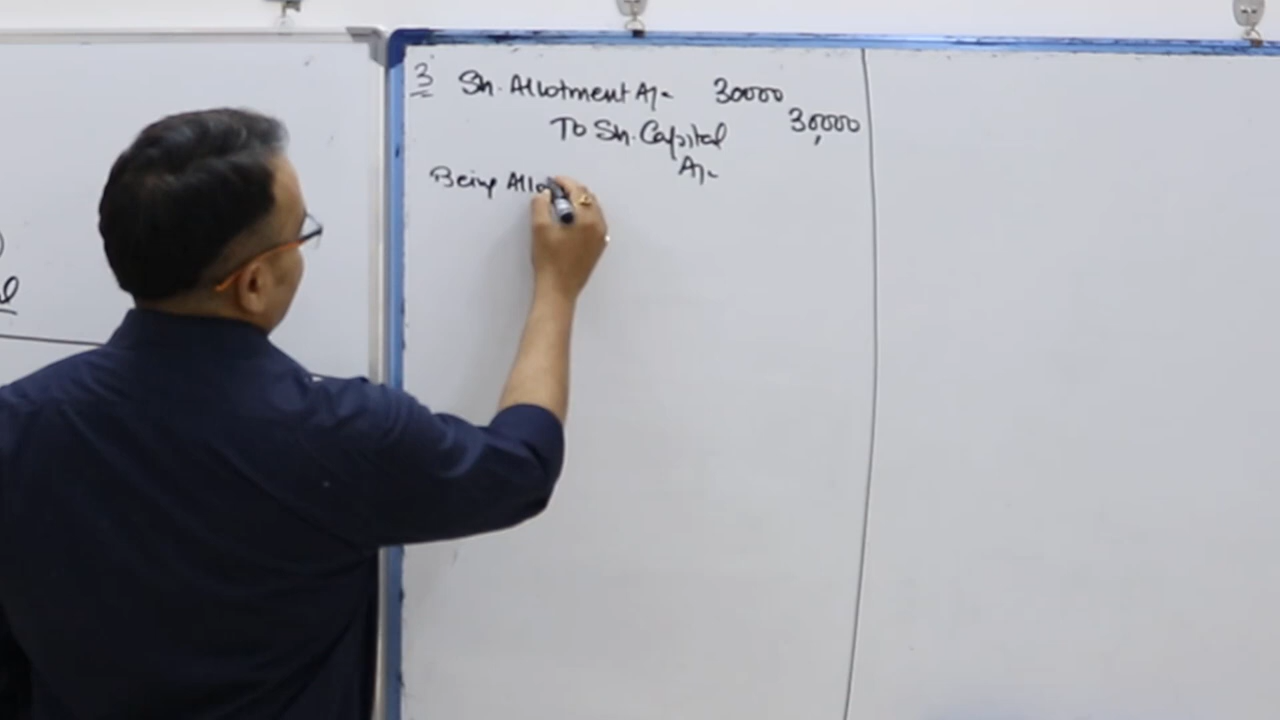 3 Sh. Allotment A/- 30000
To Sh. Capital 30,000
A/-
Being Allo